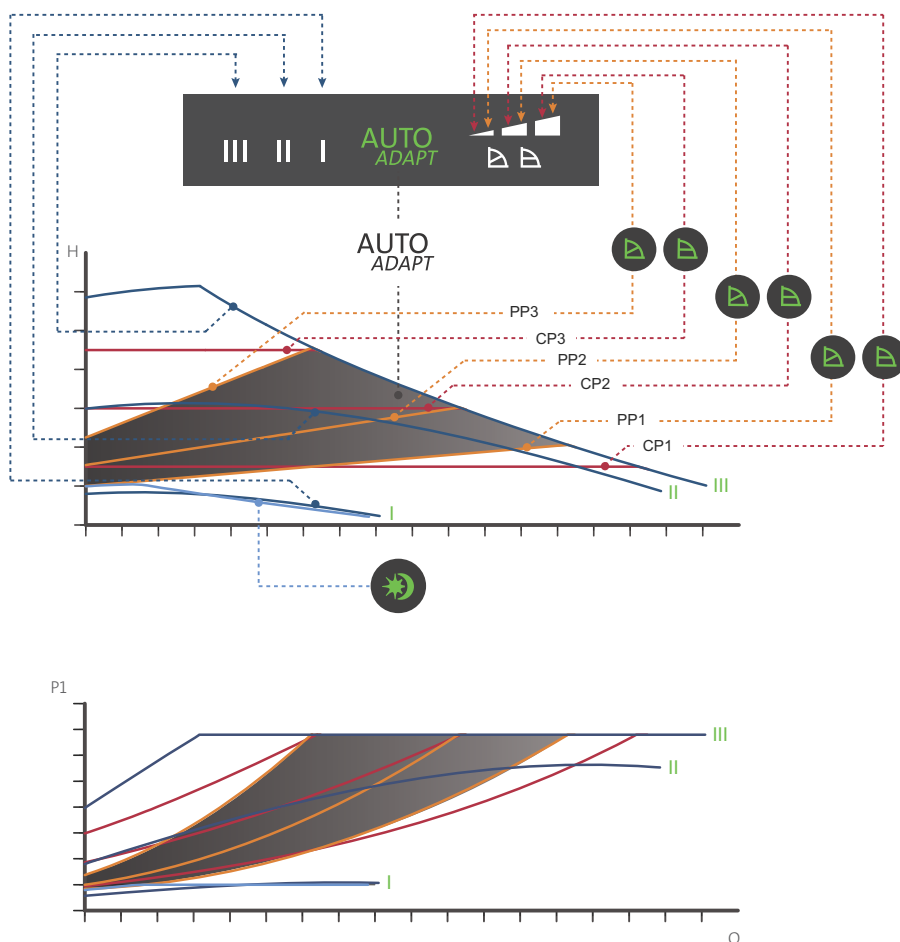 III II I AUTO
ADAPT
AUTO
ADAPT
H
PP3
CP3
PP2
CP2
PP1
CP1
III
II
I
P1
III
II
I
Q